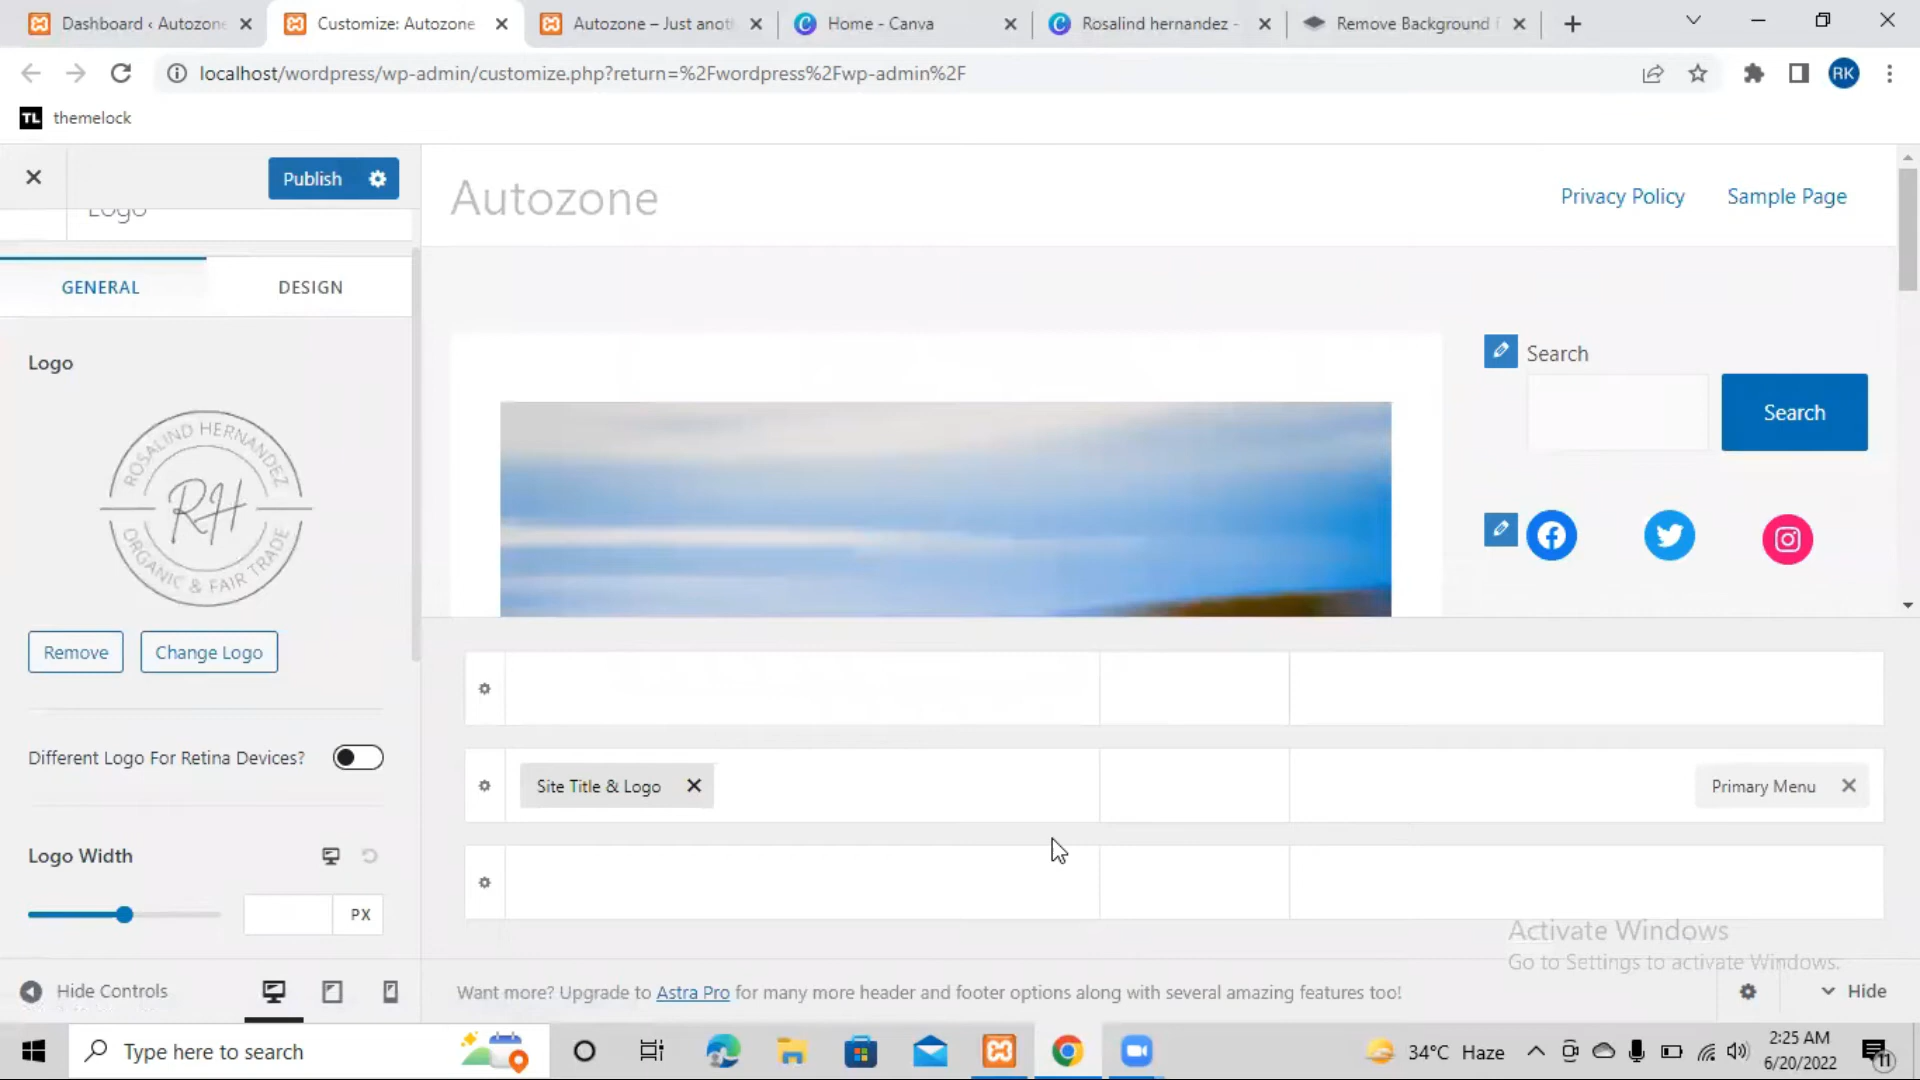 Dashboard ‹ Autozone
Customize: Autozone
Autozone – Just anot
Home - Canva
Rosalind hernandez -
Remove Background f
localhost/wordpress/wp-admin/customize.php?return=%2Fwordpress%2Fwp-admin%2F
RK
TL themelock
Publish
Logo
GENERAL
DESIGN
Logo
ROSALIND HERNANDEZ
RH
ORGANIC & FAIR TRADE
Remove
Change Logo
Different Logo For Retina Devices?
Logo Width
PX
Hide Controls
Autozone
Privacy Policy
Sample Page
Search
Search
Site Title & Logo
Primary Menu
Activate Windows
Go to Settings to activate Windows.
Want more? Upgrade to Astra Pro for many more header and footer options along with several amazing features too!
Hide
Type here to search
34°C Haze
2:25 AM
6/20/2022
11